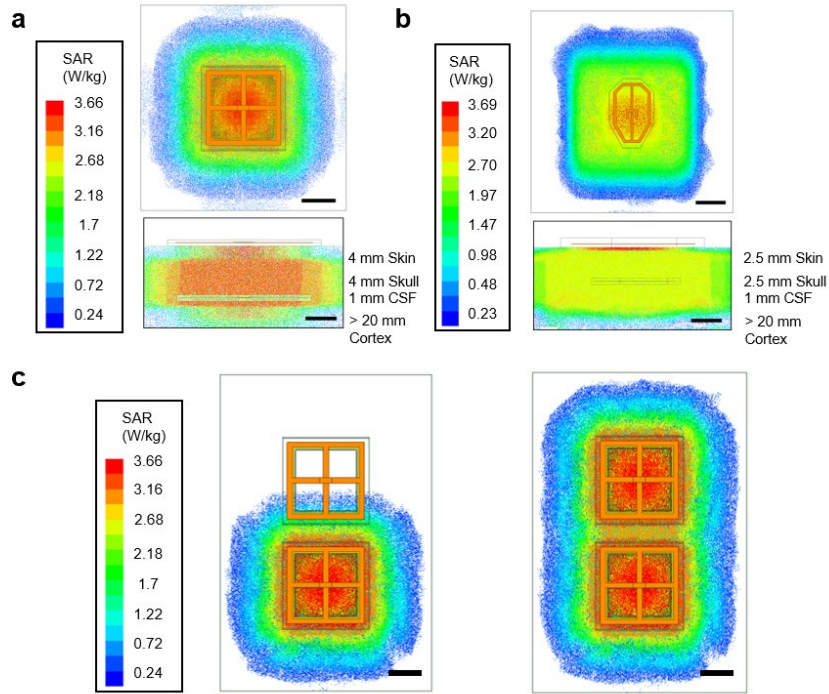 a
SAR
(W/kg)
3.66
3.16
2.68
2.18
1.7
1.22
0.72
0.24
4 mm Skin
4 mm Skull
1 mm CSF
> 20 mm
Cortex
b
SAR
(W/kg)
3.69
3.20
2.70
1.97
1.47
0.98
0.48
0.23
2.5 mm Skin
2.5 mm Skull
1 mm CSF
> 20 mm
Cortex
c
SAR
(W/kg)
3.66
3.16
2.68
2.18
1.7
1.22
0.72
0.24